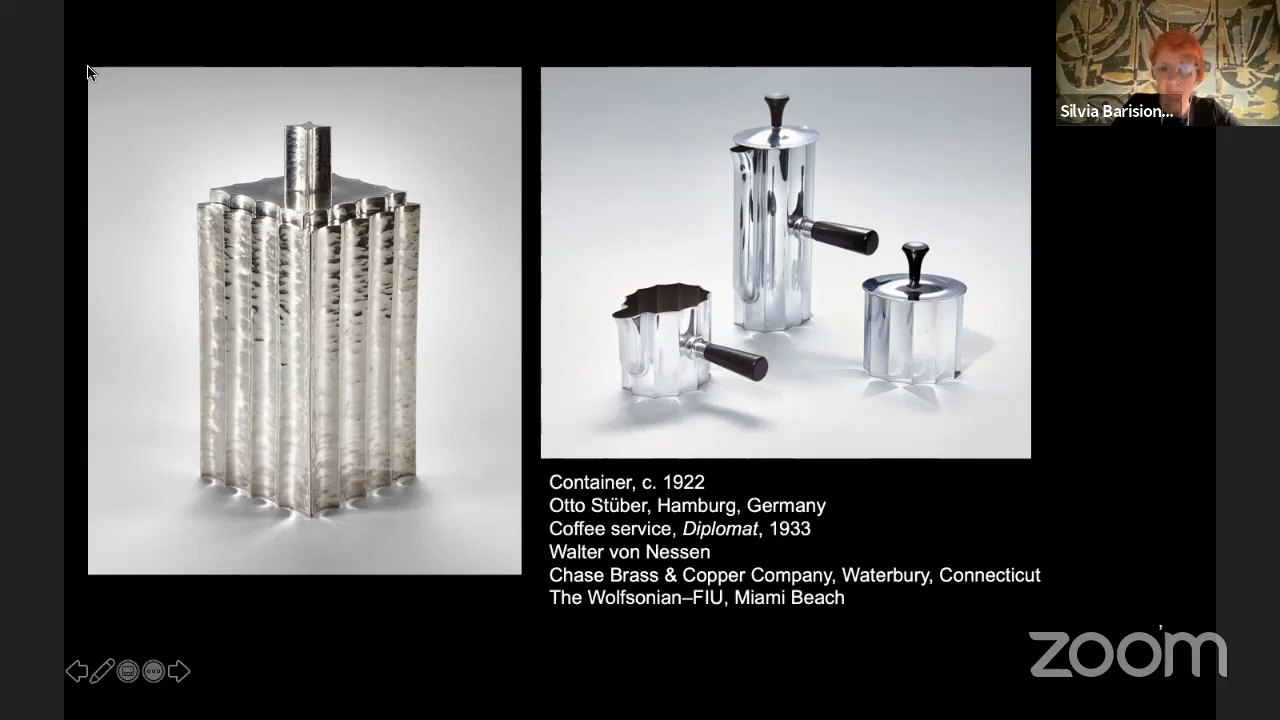 Silvia Barision...
Container, c. 1922
Otto Stüber, Hamburg, Germany
Coffee service, Diplomat, 1933
Walter von Nessen
Chase Brass & Copper Company, Waterbury, Connecticut
The Wolfsonian–FIU, Miami Beach
zoom